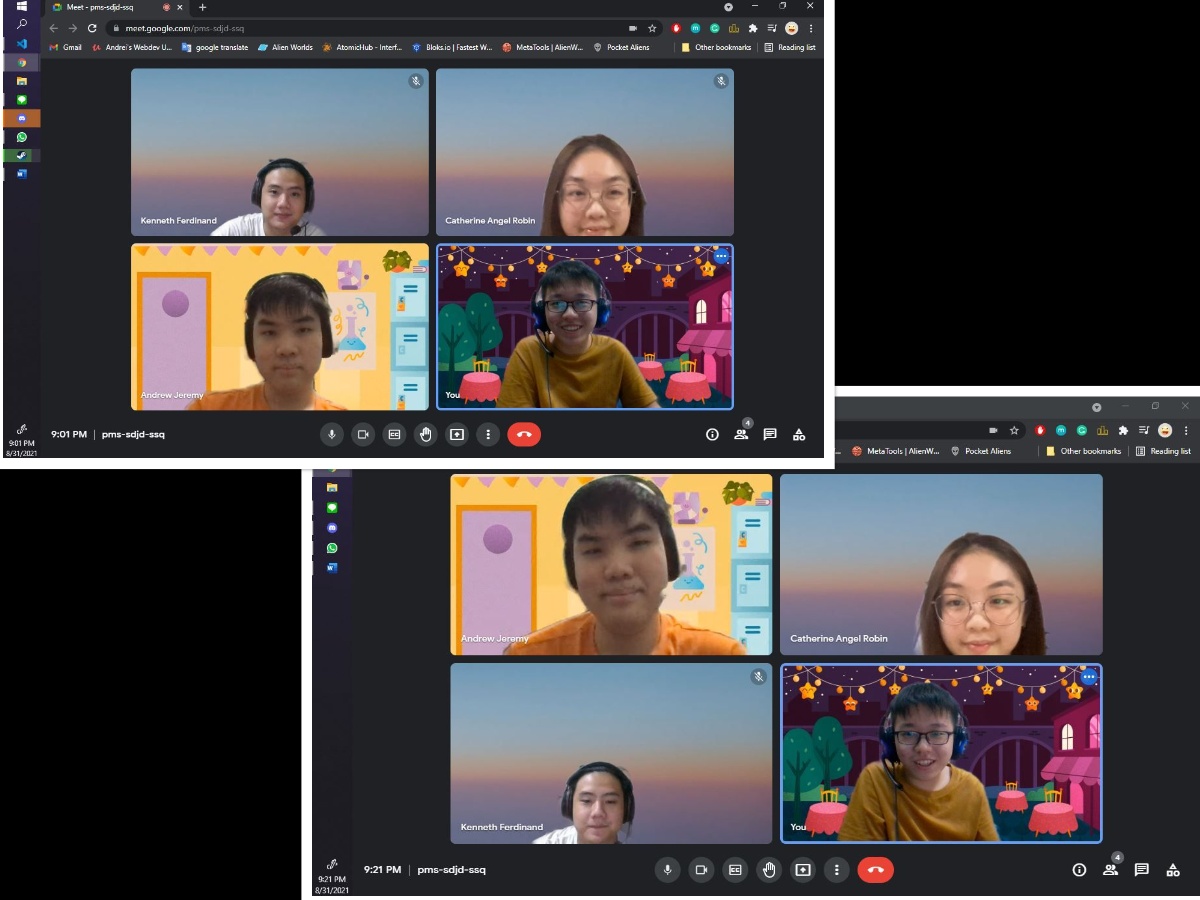 Meet - pms-sdjd-ssq
meet.google.com/pms-sdjd-ssq
Gmail
Andrei's Webdev U...
google translate
Alien Worlds
AtomicHub - Interf...
Bloks.io | Fastest W...
MetaTools | AlienW...
Pocket Aliens
Other bookmarks
Reading list
Kenneth Ferdinand
Catherine Angel Robin
Andrew Jeremy
You
9:01 PM
8/31/2021
9:01 PM | pms-sdjd-ssq
4
MetaTools | AlienW...
Pocket Aliens
Other bookmarks
Reading list
Andrew Jeremy
Catherine Angel Robin
Kenneth Ferdinand
You
9:21 PM
8/31/2021
9:21 PM | pms-sdjd-ssq
4